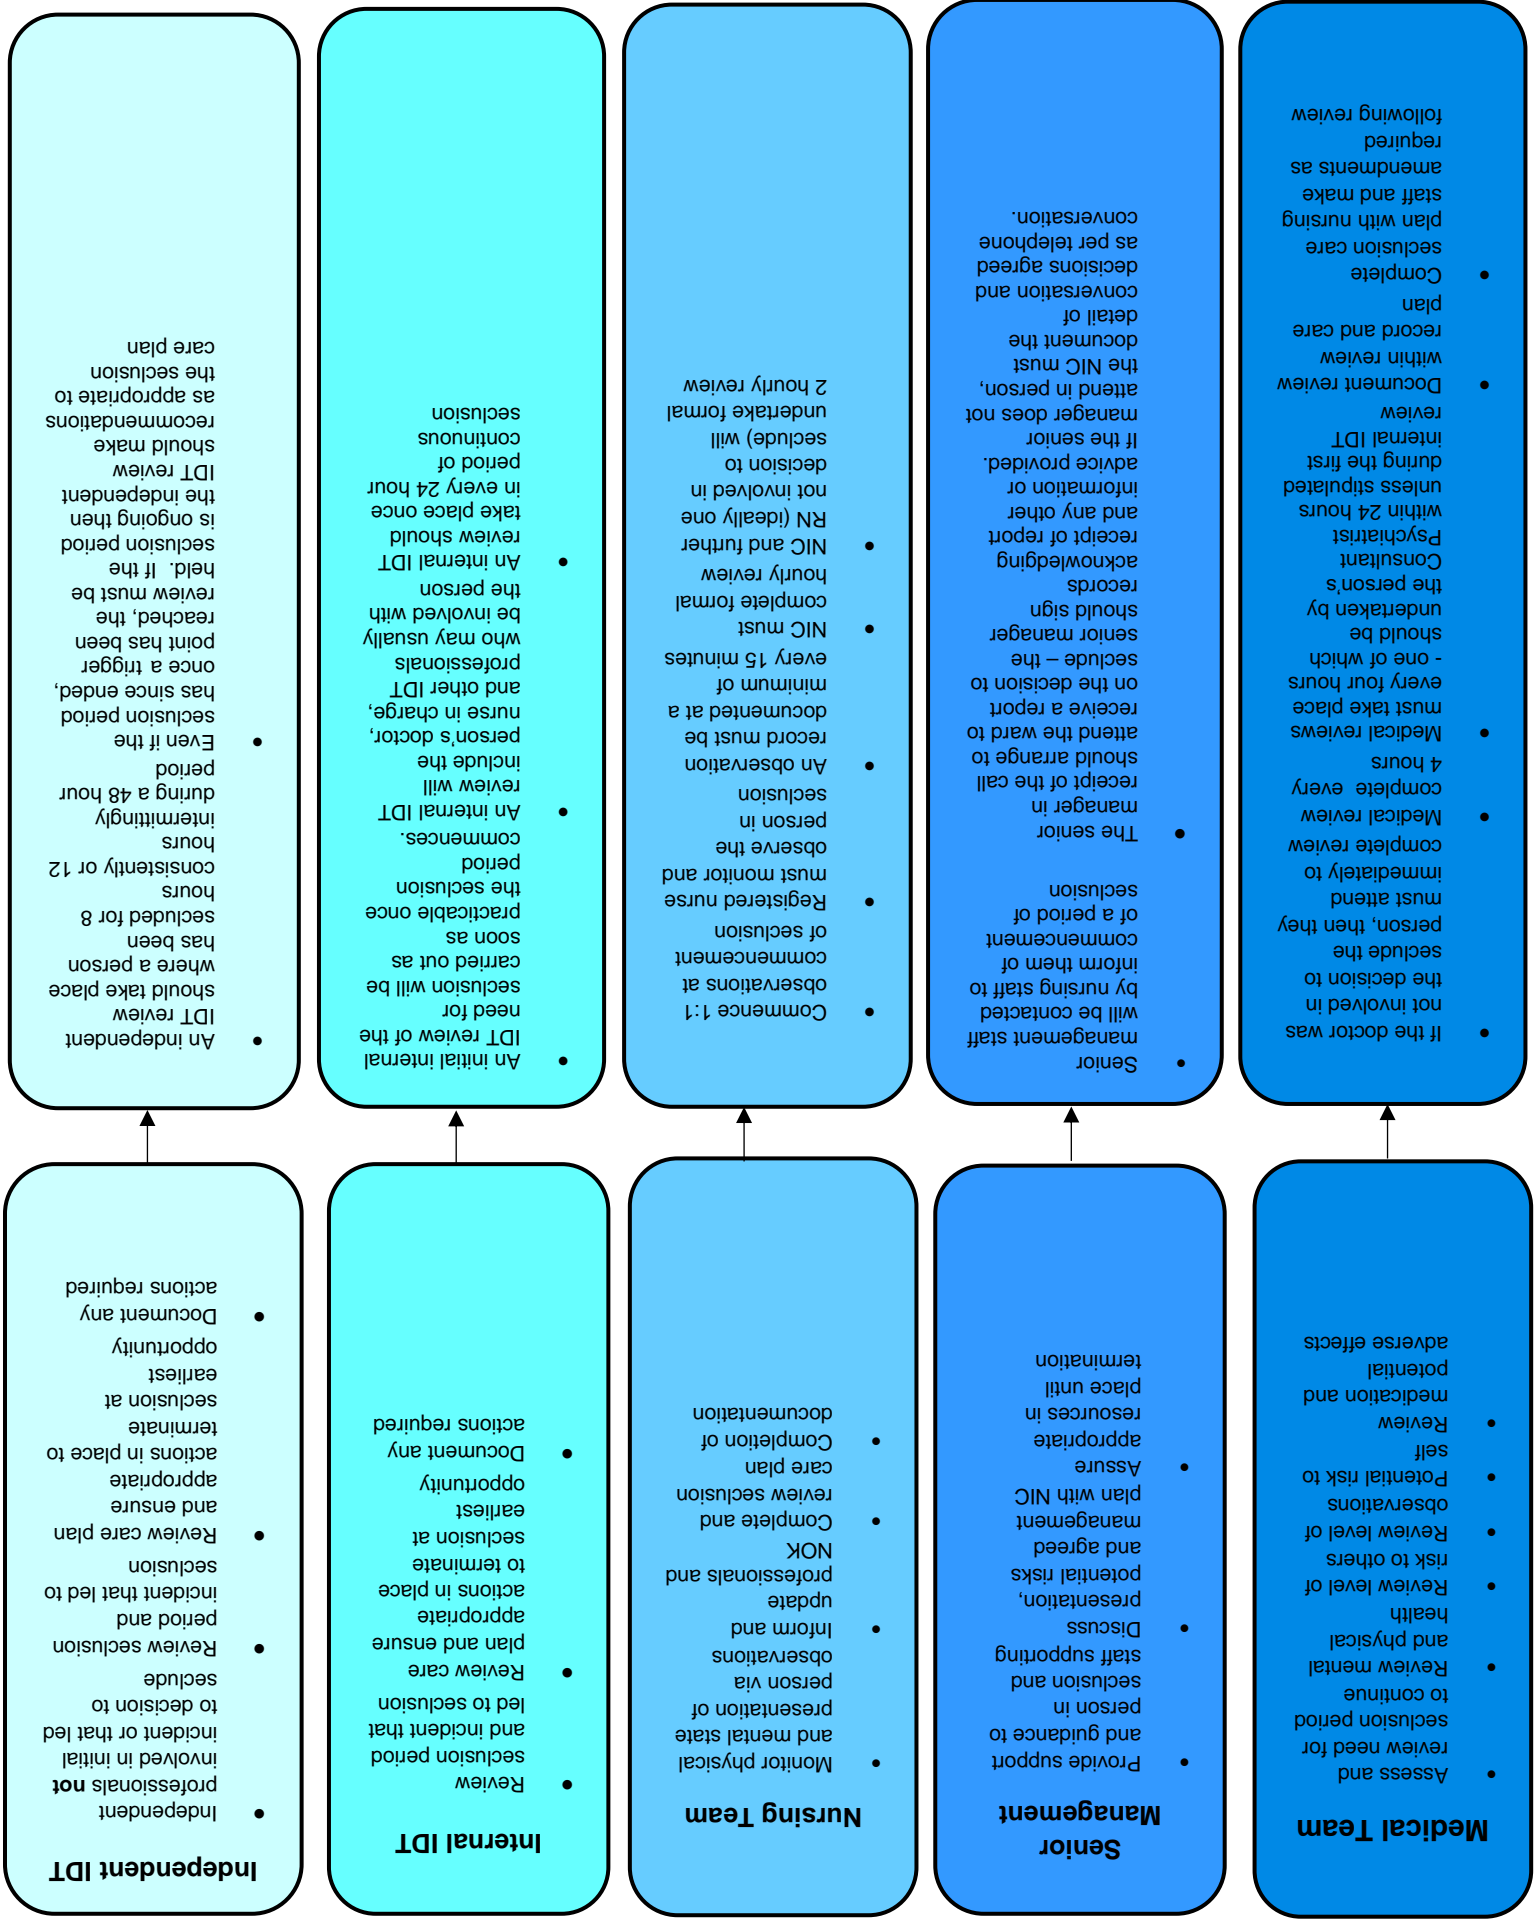 Medical Team
• Assess and
review need for
seclusion period
to continue
• Review mental
and physical
health
• Review level of
risk to others
• Review level of
observations
• Potential risk to
self
• Review
medication and
potential
adverse effects
Senior
Management
• Provide support
and guidance to
person in
seclusion and
staff supporting
• Discuss
presentation,
potential risks
and agreed
management
plan with NIC
• Assure
appropriate
resources in
place until
termination
Nursing Team
• Monitor physical
and mental state
presentation of
person via
observations
• Inform and
update
professionals and
NOK
• Complete and
review seclusion
care plan
• Completion of
documentation
Internal IDT
• Review
seclusion period
and incident that
led to seclusion
• Review care
plan and ensure
appropriate
actions in place
to terminate
seclusion at
earliest
opportunity
• Document any
actions required
Independent IDT
• Independent
professionals not
involved in initial
incident or that led
to decision to
seclude
• Review seclusion
period and
incident that led to
seclusion
• Review care plan
and ensure
appropriate
actions in place to
terminate
seclusion at
earliest
opportunity
• Document any
actions required
• If the doctor was
not involved in
the decision to
seclude the
person, then they
must attend
immediately to
complete review
• Medical review
complete every
4 hours
• Medical reviews
must take place
every four hours
- one of which
should be
undertaken by
the person’s
Consultant
Psychiatrist
within 24 hours
unless stipulated
during the first
internal IDT
review
• Document review
within review
record and care
plan
• Complete
seclusion care
plan with nursing
staff and make
amendments as
required
following review
• Senior
management staff
will be contacted
by nursing staff to
inform them of
commencement
of a period of
seclusion
• The senior
manager in
receipt of the call
should arrange to
attend the ward to
receive a report
on the decision to
seclude – the
senior manager
should sign
records
acknowledging
receipt of report
and any other
information or
advice provided.
If the senior
manager does not
attend in person,
the NIC must
document the
detail of
conversation and
decisions agreed
as per telephone
conversation.
• Commence 1:1
observations at
commencement
of seclusion
• Registered nurse
must monitor and
observe the
person in
seclusion
• An observation
record must be
documented at a
minimum of
every 15 minutes
• NIC must
complete formal
hourly review
• NIC and further
RN (ideally one
not involved in
decision to
seclude) will
undertake formal
2 hourly review
• An initial internal
IDT review of the
need for
seclusion will be
carried out as
soon as
practicable once
the seclusion
period
commences.
• An internal IDT
review will
include the
person’s doctor,
nurse in charge,
and other IDT
professionals
who may usually
be involved with
the person
• An internal IDT
review should
take place once
in every 24 hour
period of
continuous
seclusion
• An independent
IDT review
should take place
where a person
has been
secluded for 8
hours
consistently or 12
hours
intermittingly
during a 48 hour
period
• Even if the
seclusion period
has since ended,
once a trigger
point has been
reached, the
review must be
held. If the
seclusion period
is ongoing then
the independent
IDT review
should make
recommendations
as appropriate to
the seclusion
care plan